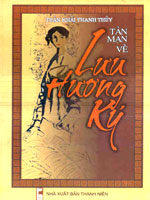 TRẦN KHẢI THANH THỦY
TẢN
MẠN
VỀ
Lưu
Hương
Ký
NHÀ XUẤT BẢN THANH NIÊN